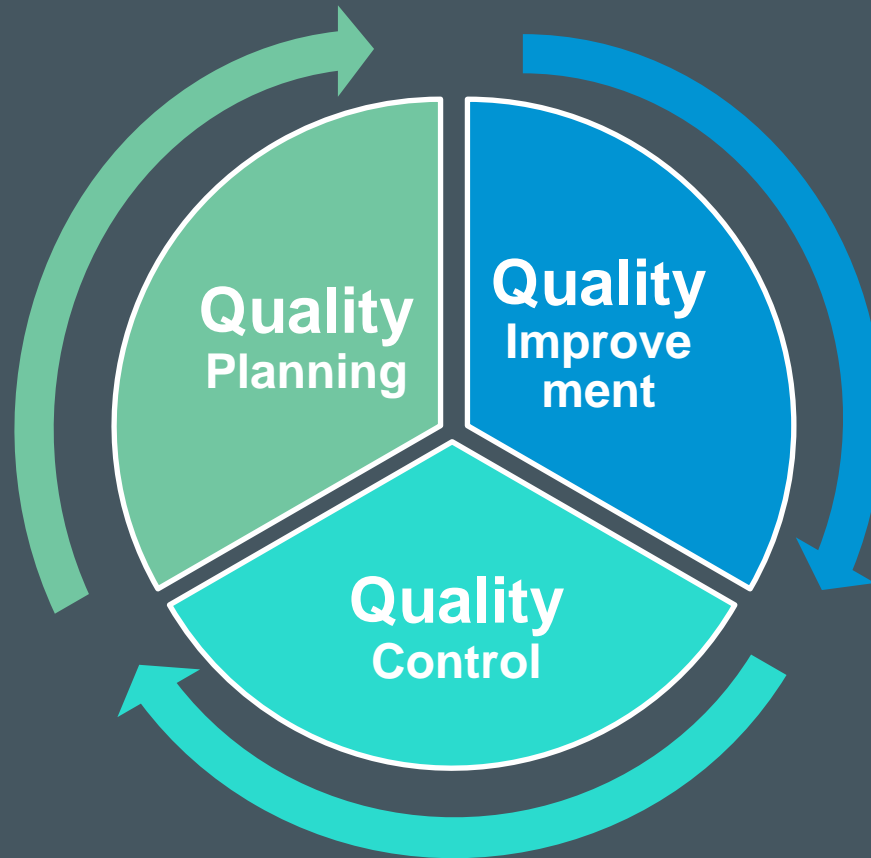 Quality
Planning
Quality
Improve
ment
Quality
Control